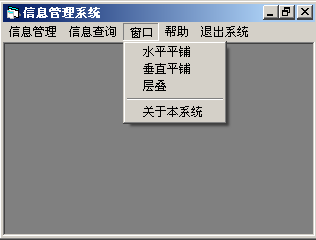 信息管理系统
信息管理 信息查询 窗口 帮助 退出系统
水平平铺
垂直平铺
层叠
关于本系统